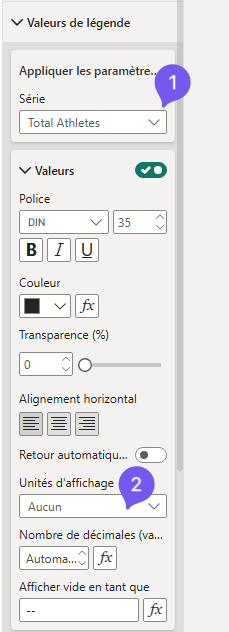 Valeurs de légende
Appliquer les paramètre...
1
Série
Total Athletes
Valeurs
Police
DIN 35
B I U
Couleur
fx
Transparence (%)
0
Alignement horizontal
Retour automatiqu...
Unités d'affichage
2
Aucun
Nombre de décimales (va...
Automa... fx
Afficher vide en tant que
-- fx